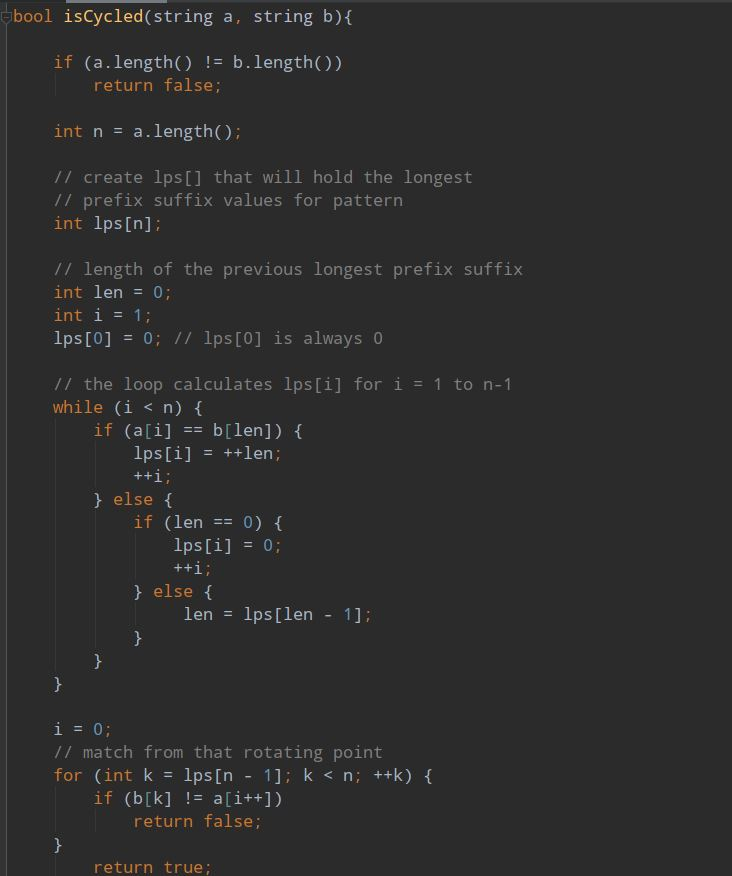 bool isCycled(string a, string b){
if (a.length() != b.length())
return false;
int n = a.length();
// create lps[] that will hold the longest
// prefix suffix values for pattern
int lps[n];
// length of the previous longest prefix suffix
int len = 0;
int i = 1;
lps[0] = 0; // lps[0] is always 0
// the loop calculates lps[i] for i = 1 to n-1
while (i < n) {
if (a[i] == b[len]) {
lps[i] = ++len;
++i;
} else {
if (len == 0) {
lps[i] = 0;
++i;
} else {
len = lps[len - 1];
}
}
}
i = 0;
// match from that rotating point
for (int k = lps[n - 1]; k < n; ++k) {
if (b[k] != a[i++])
return false;
}
return true;